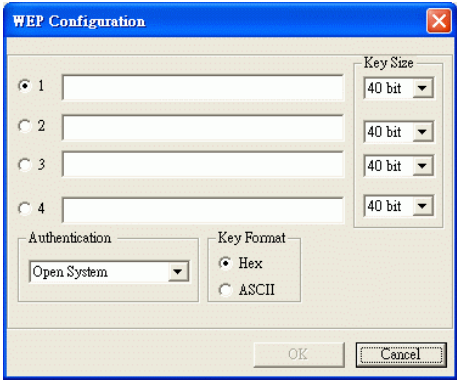 WEP Configuration
Key Size
1
40 bit
2
40 bit
3
40 bit
4
40 bit
Authentication
Key Format
Open System
Hex
ASCII
OK
Cancel